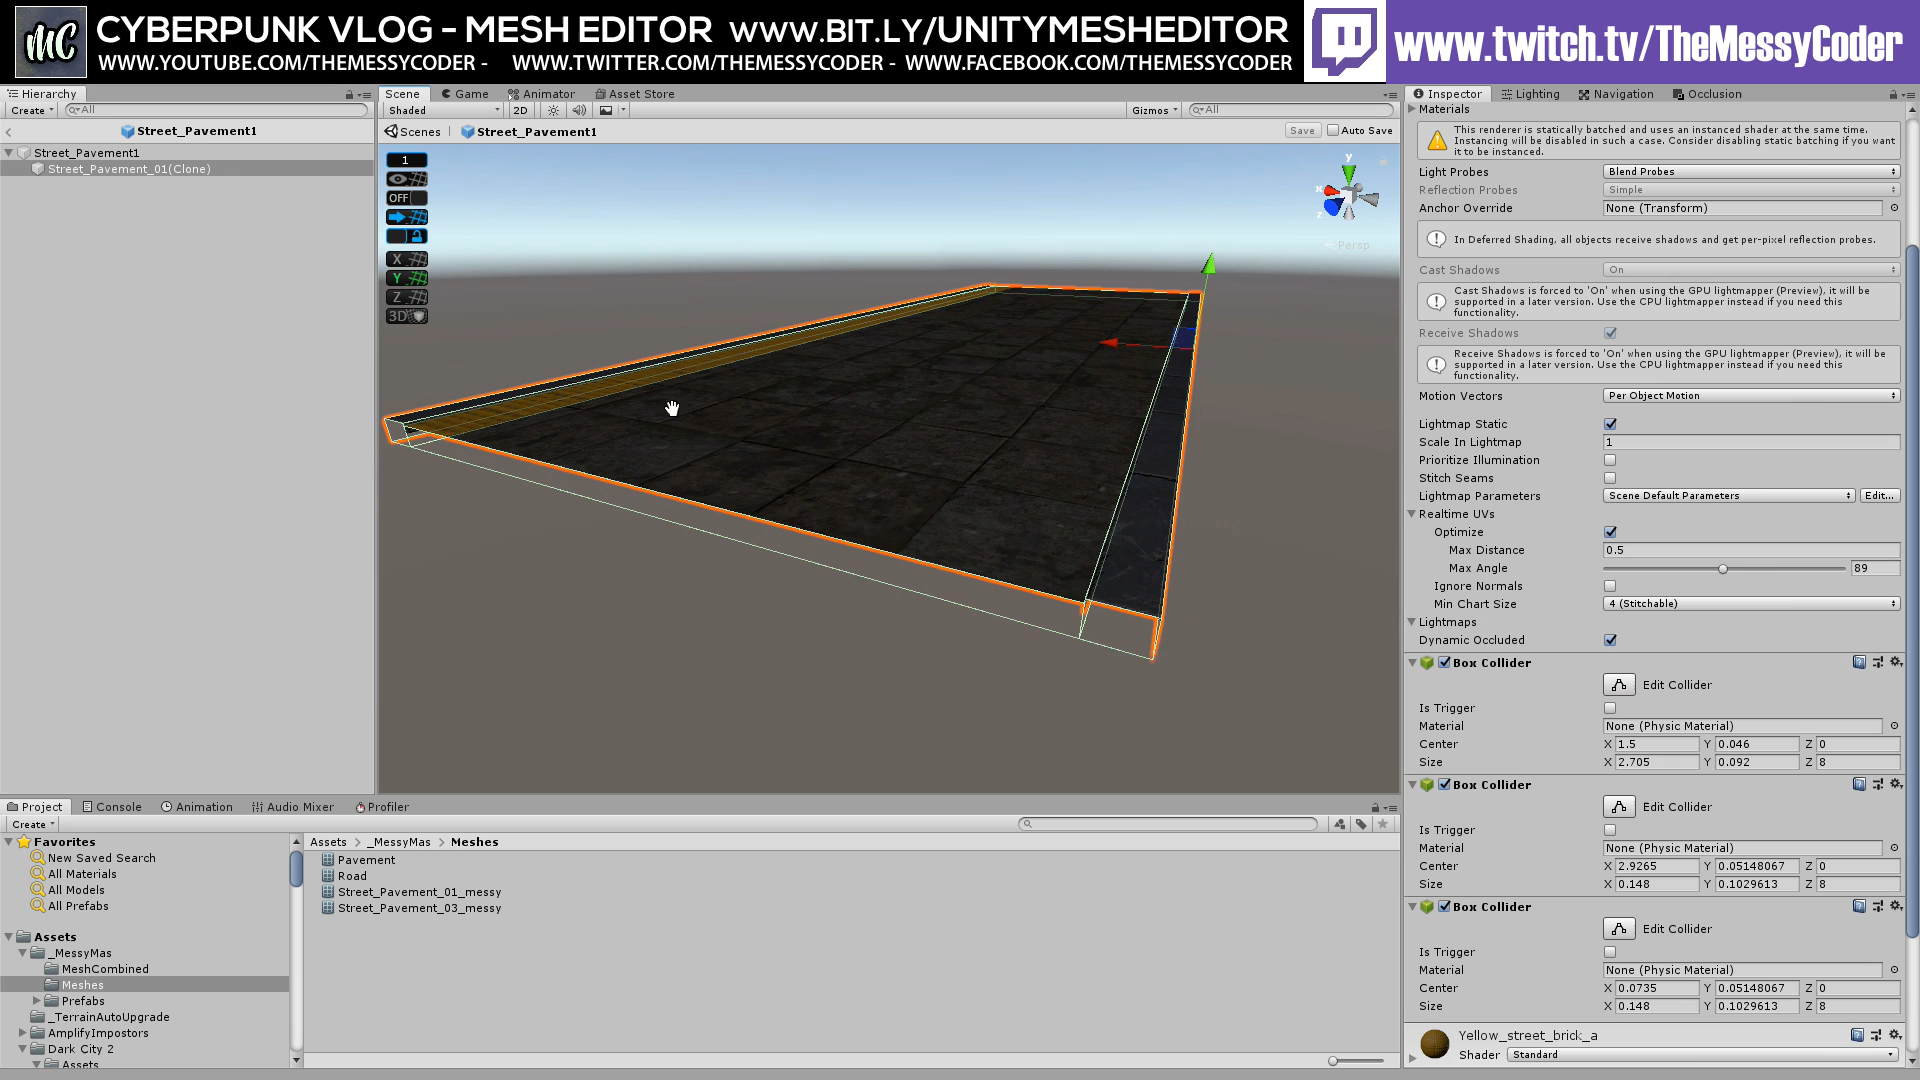 MC
CYBERPUNK VLOG - MESH EDITOR WWW.BIT.LY/UNITYMESHEDITOR
WWW.YOUTUBE.COM/THEMESSYCODER - WWW.TWITTER.COM/THEMESSYCODER - WWW.FACEBOOK.COM/THEMESSYCODER
www.twitch.tv/TheMessyCoder
Hierarchy
Create
All
Street_Pavement1
Street_Pavement1
Street_Pavement_01(Clone)
Scene Game Animator Asset Store
Shaded 2D Gizmos All
Scenes Street_Pavement1 Save Auto Save
1
OFF
X
Y
Z
3D
y
x
z
Persp
Inspector Lighting Navigation Occlusion
Materials
This renderer is statically batched and uses an instanced shader at the same time.
Instancing will be disabled in such a case. Consider disabling static batching if you want
it to be instanced.
Light Probes Blend Probes
Reflection Probes Simple
Anchor Override None (Transform)
In Deferred Shading, all objects receive shadows and get per-pixel reflection probes.
Cast Shadows On
Cast Shadows is forced to 'On' when using the GPU lightmapper (Preview), it will be
supported in a later version. Use the CPU lightmapper instead if you need this
functionality.
Receive Shadows
Receive Shadows is forced to 'On' when using the GPU lightmapper (Preview), it will be
supported in a later version. Use the CPU lightmapper instead if you need this
functionality.
Motion Vectors Per Object Motion
Lightmap Static
Scale In Lightmap 1
Prioritize Illumination
Stitch Seams
Lightmap Parameters Scene Default Parameters Edit...
Realtime UVs
Optimize
Max Distance 0.5
Max Angle 89
Ignore Normals
Min Chart Size 4 (Stitchable)
Lightmaps
Dynamic Occluded
Box Collider
Edit Collider
Is Trigger
Material None (Physic Material)
Center X 1.5 Y 0.046 Z 0
Size X 2.705 Y 0.092 Z 8
Box Collider
Edit Collider
Is Trigger
Material None (Physic Material)
Center X 2.9265 Y 0.05148067 Z 0
Size X 0.148 Y 0.1029613 Z 8
Box Collider
Edit Collider
Is Trigger
Material None (Physic Material)
Center X 0.0735 Y 0.05148067 Z 0
Size X 0.148 Y 0.1029613 Z 8
Yellow_street_brick_a
Shader Standard
Project Console Animation Audio Mixer Profiler
Create
Favorites
New Saved Search
All Materials
All Models
All Prefabs
Assets
_MessyMas
MeshCombined
Meshes
Prefabs
_TerrainAutoUpgrade
AmplifyImpostors
Dark City 2
Assets
Assets > _MessyMas > Meshes
Pavement
Road
Street_Pavement_01_messy
Street_Pavement_03_messy